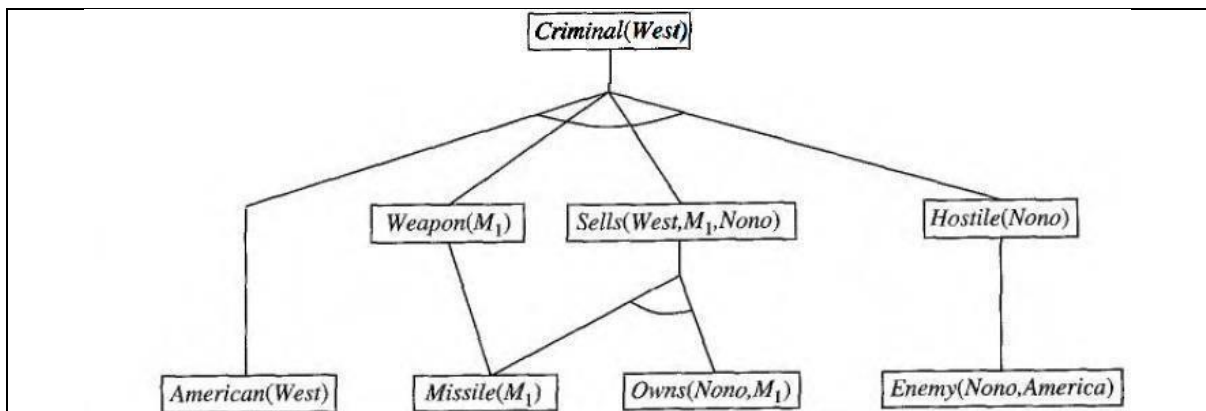 Criminal(West)
Weapon(M₁)
Sells(West,M₁,Nono)
Hostile(Nono)
American(West)
Missile(M₁)
Owns(Nono,M₁)
Enemy(Nono,America)